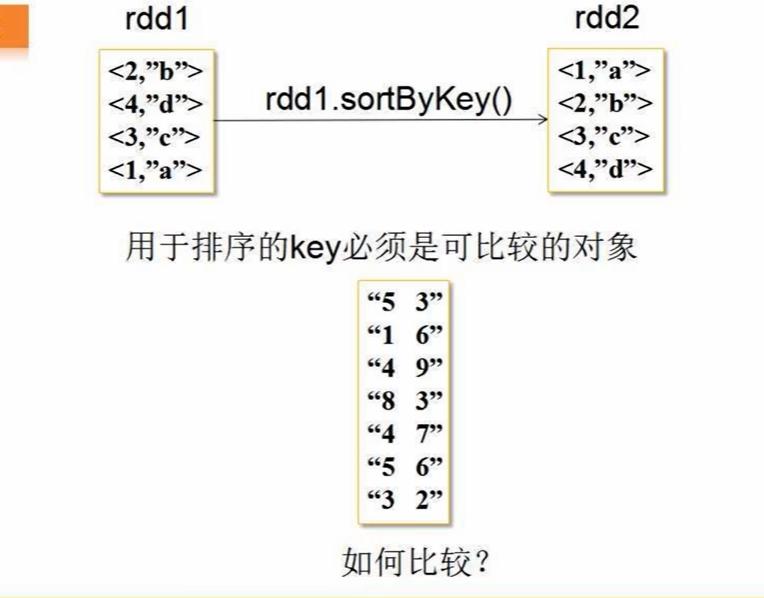 rdd1
rdd2
<2,”b”>
<4,”d”>
<3,”c”>
<1,”a”>
rdd1.sortByKey()
<1,”a”>
<2,”b”>
<3,”c”>
<4,”d”>
用于排序的key必须是可比较的对象
“5 3”
“1 6”
“4 9”
“8 3”
“4 7”
“5 6”
“3 2”
如何比较？